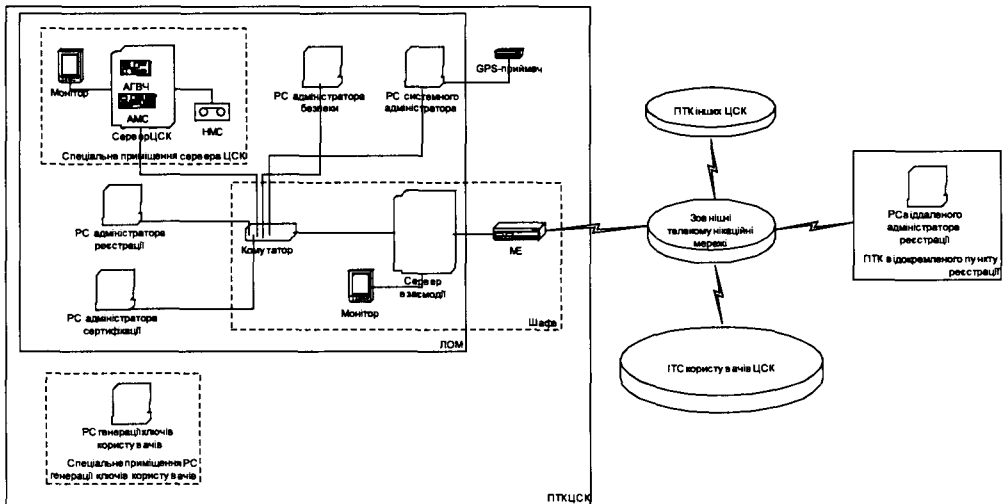 Монітор
АГВЧ
АМС
Сервер ЦСК
НМС
Спеціальне приміщення сервера ЦСК
РС адміністратора
безпеки
РС системного
адміністратора
GPS-приймач
РС адміністратора
реєстрації
РС адміністратора
сертифікації
Комутатор
Сервер
взаємодії
Монітор
МЕ
Шафа
ЛОМ
РС генерації ключів
користувачів
Спеціальне приміщення РС
генерації ключів користувачів
ПТК ЦСК
ПТК інших ЦСК
Зовнішні
телекомунікаційні
мережі
РС віддаленого
адміністратора
реєстрації
ПТК відокремленого пункту
реєстрації
ІТС користувачів ЦСК